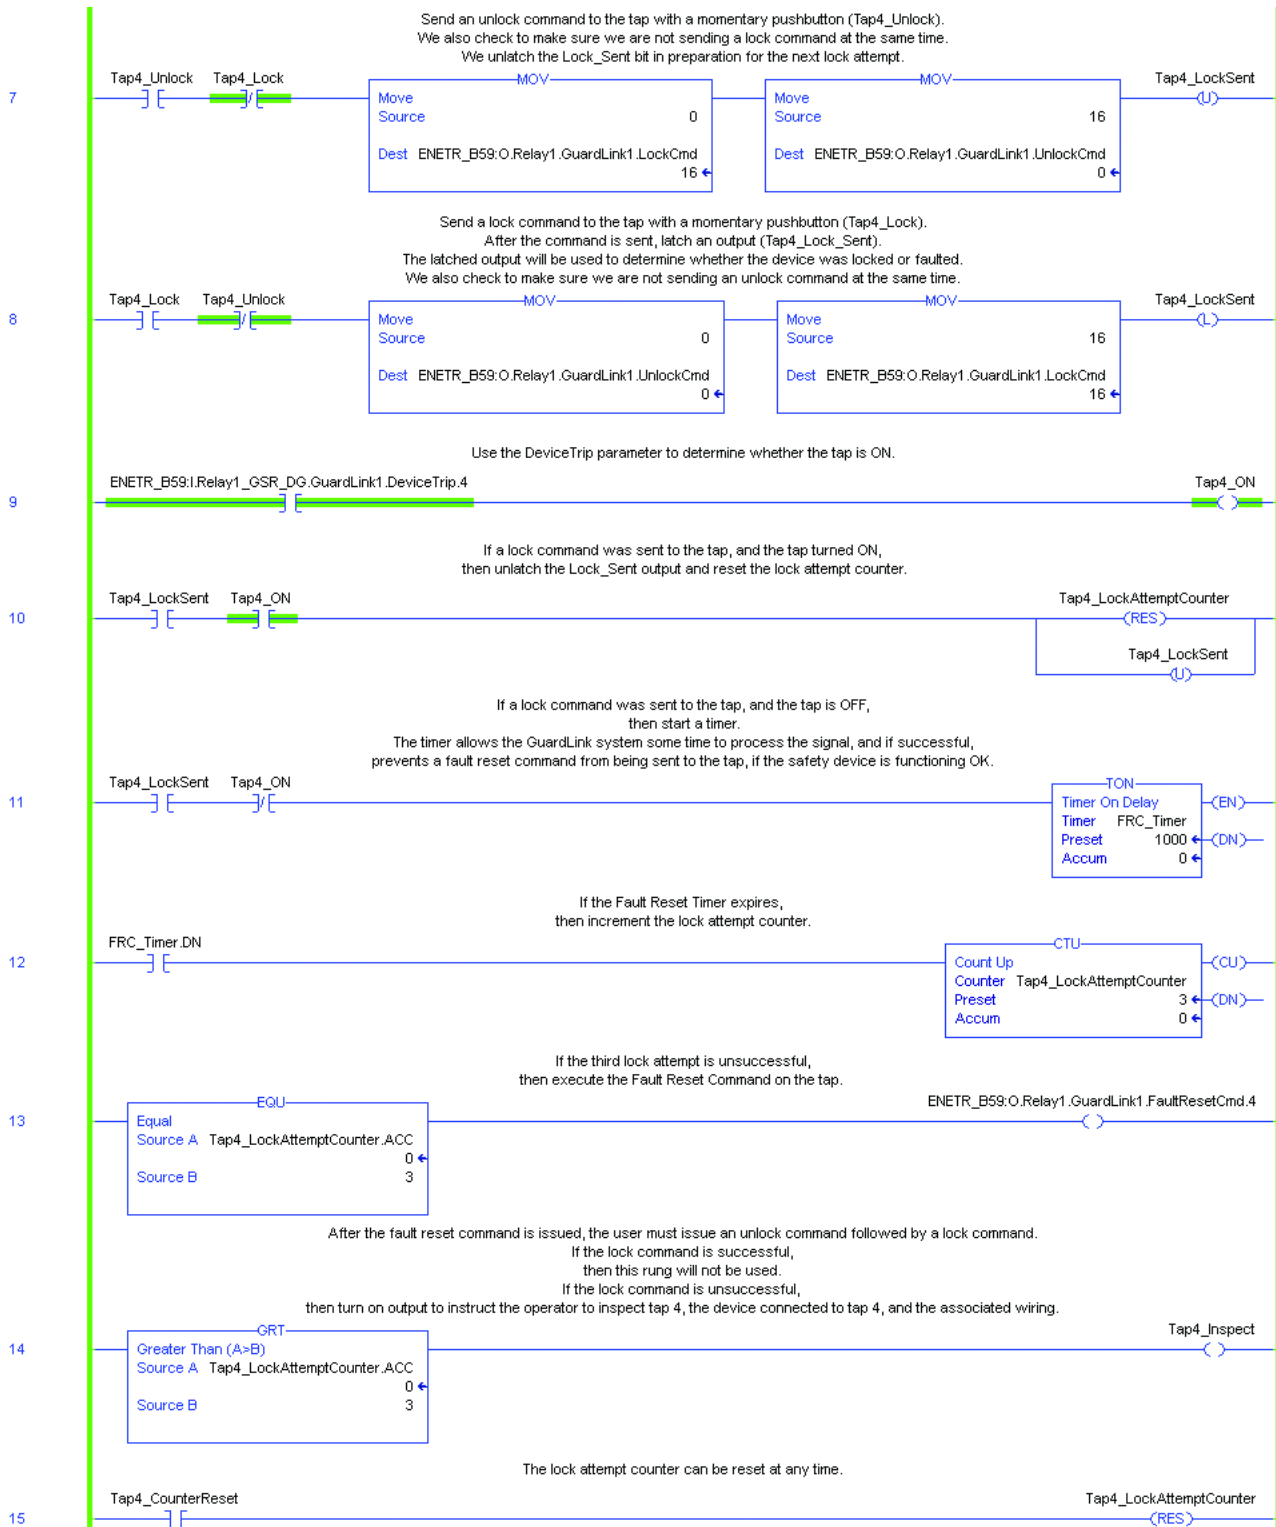 Send an unlock command to the tap with a momentary pushbutton (Tap4_Unlock).
We also check to make sure we are not sending a lock command at the same time.
We unlatch the Lock_Sent bit in preparation for the next lock attempt.
Tap4_Unlock Tap4_Lock MOV MOV Tap4_LockSent
7 Move Move (U)
Source 0 Source 16
Dest ENETR_B59:O.Relay1.GuardLink1.LockCmd Dest ENETR_B59:O.Relay1.GuardLink1.UnlockCmd
16 0
Send a lock command to the tap with a momentary pushbutton (Tap4_Lock).
After the command is sent, latch an output (Tap4_Lock_Sent).
The latched output will be used to determine whether the device was locked or faulted.
We also check to make sure we are not sending an unlock command at the same time.
Tap4_Lock Tap4_Unlock MOV MOV Tap4_LockSent
8 Move Move (L)
Source 0 Source 16
Dest ENETR_B59:O.Relay1.GuardLink1.UnlockCmd Dest ENETR_B59:O.Relay1.GuardLink1.LockCmd
0 16
Use the DeviceTrip parameter to determine whether the tap is ON.
ENETR_B59:I.Relay1_GSR_DG.GuardLink1.DeviceTrip.4 Tap4_ON
9
If a lock command was sent to the tap, and the tap turned ON,
then unlatch the Lock_Sent output and reset the lock attempt counter.
Tap4_LockSent Tap4_ON Tap4_LockAttemptCounter
10 (RES)
Tap4_LockSent
(U)
If a lock command was sent to the tap, and the tap is OFF,
then start a timer.
The timer allows the GuardLink system some time to process the signal, and if successful,
prevents a fault reset command from being sent to the tap, if the safety device is functioning OK.
Tap4_LockSent Tap4_ON TON
11 Timer On Delay (EN)
Timer FRC_Timer
Preset 1000 (DN)
Accum 0
If the Fault Reset Timer expires,
then increment the lock attempt counter.
FRC_Timer.DN CTU
12 Count Up (CU)
Counter Tap4_LockAttemptCounter
Preset 3 (DN)
Accum 0
If the third lock attempt is unsuccessful,
then execute the Fault Reset Command on the tap.
EQU ENETR_B59:O.Relay1.GuardLink1.FaultResetCmd.4
13 Equal
Source A Tap4_LockAttemptCounter.ACC
0
Source B 3
After the fault reset command is issued, the user must issue an unlock command followed by a lock command.
If the lock command is successful,
then this rung will not be used.
If the lock command is unsuccessful,
then turn on output to instruct the operator to inspect tap 4, the device connected to tap 4, and the associated wiring.
GRT Tap4_Inspect
14 Greater Than (A>B)
Source A Tap4_LockAttemptCounter.ACC
0
Source B 3
The lock attempt counter can be reset at any time.
Tap4_CounterReset Tap4_LockAttemptCounter
15 (RES)